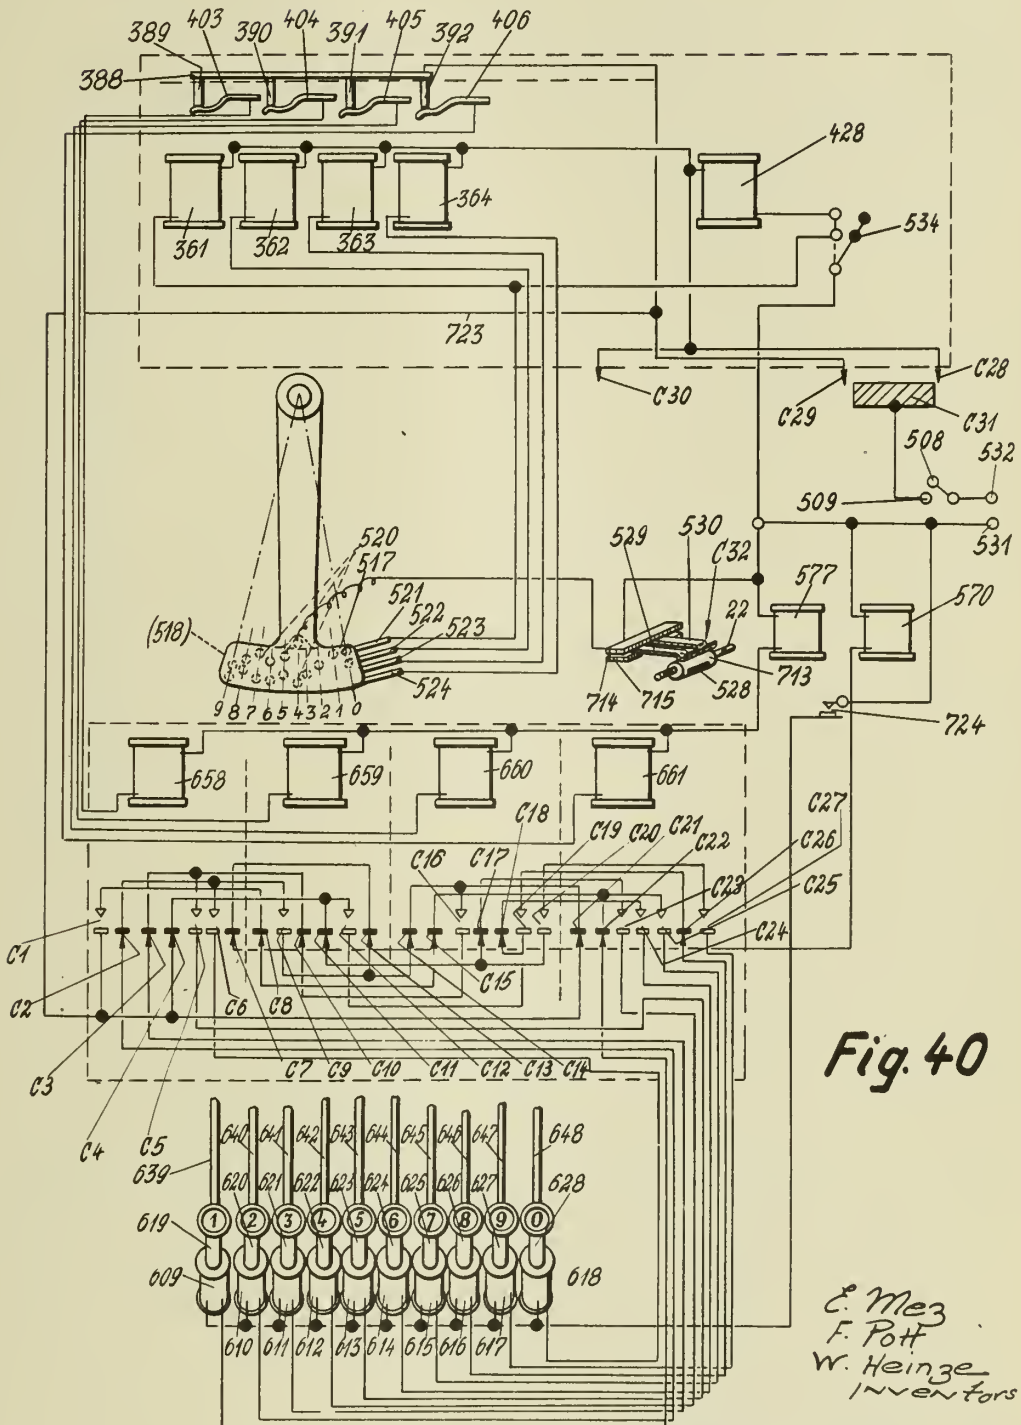 389 403 390 404 391 405 392 406
388
428
361 362 363 364
534
723
C30 C29 C28
C31
508 532
509
531
520
517
521
522
523
524
(518)
529 530 C32 22
577 570
714 715 528 713
724
9 8 7 6 5 4 3 2 1 0
658 659 660 661
C16 C17 C18 C19 C20 C21 C22 C27
C26
C23 C25
C24
C1
C2 C6 C8 C15
C3 C7 C9 C10 C11 C12 C13 C14
C4 C5
Fig. 40
639 640 641 642 643 644 645 646 647 648
619 620 621 622 623 624 625 626 627 628
1 2 3 4 5 6 7 8 9 0
609 618
610 611 612 613 614 615 616 617
E. Mez
F. Pott
W. Heinze
Inventors